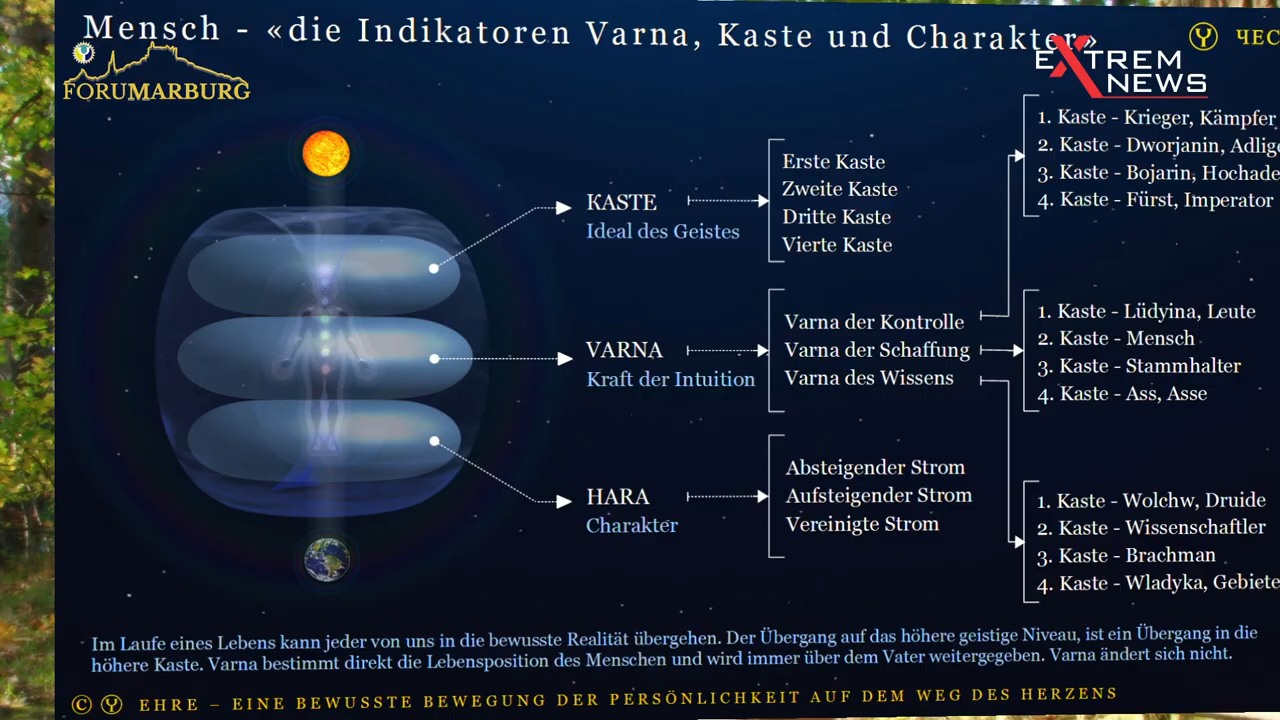 Mensch - «die Indikatoren Varna, Kaste und Charakter»
ЧЕС
FORUMARBURG
EXTREM
NEWS
KASTE
Ideal des Geistes
Erste Kaste
Zweite Kaste
Dritte Kaste
Vierte Kaste
1. Kaste - Krieger, Kämpfer
2. Kaste - Dworjanin, Adlige
3. Kaste - Bojarin, Hochade
4. Kaste - Fürst, Imperator
VARNA
Kraft der Intuition
Varna der Kontrolle
Varna der Schaffung
Varna des Wissens
1. Kaste - Lüdyina, Leute
2. Kaste - Mensch
3. Kaste - Stammhalter
4. Kaste - Ass, Asse
HARA
Charakter
Absteigender Strom
Aufsteigender Strom
Vereinigte Strom
1. Kaste - Wolchw, Druide
2. Kaste - Wissenschaftler
3. Kaste - Brachman
4. Kaste - Wladyka, Gebiete
Im Laufe eines Lebens kann jeder von uns in die bewusste Realität übergehen. Der Übergang auf das höhere geistige Niveau, ist ein Übergang in die
höhere Kaste. Varna bestimmt direkt die Lebensposition des Menschen und wird immer über dem Vater weitergegeben. Varna ändert sich nicht.
© EHRE – EINE BEWUSSTE BEWEGUNG DER PERSÖNLICHKEIT AUF DEM WEG DES HERZENS